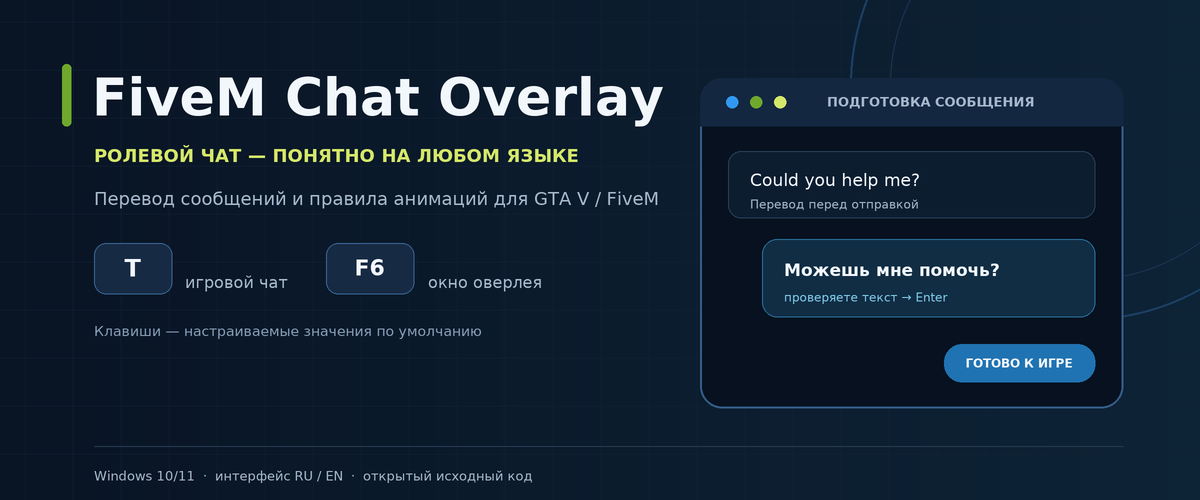 FiveM Chat Overlay
РОЛЕВОЙ ЧАТ — ПОНЯТНО НА ЛЮБОМ ЯЗЫКЕ
Перевод сообщений и правила анимаций для GTA V / FiveM
T
игровой чат
F6
окно оверлея
Клавиши — настраиваемые значения по умолчанию
ПОДГОТОВКА СООБЩЕНИЯ
Could you help me?
Перевод перед отправкой
Можешь мне помочь?
проверяете текст → Enter
ГОТОВО К ИГРЕ
Windows 10/11 · интерфейс RU / EN · открытый исходный код